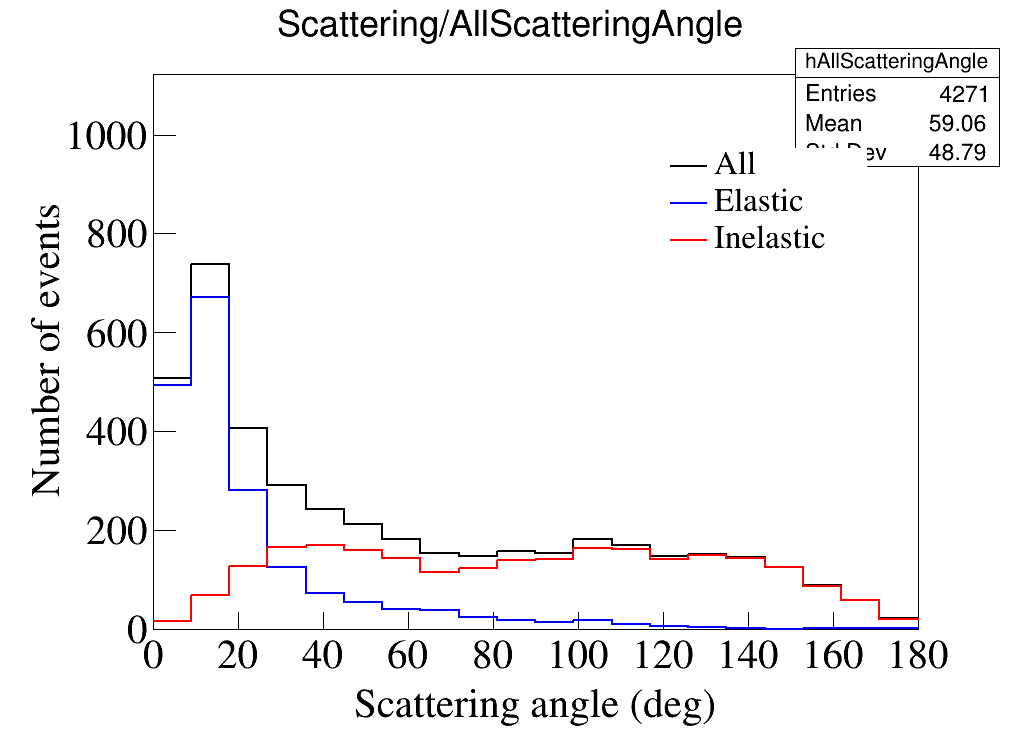 Scattering/AllScatteringAngle
hAllScatteringAngle
Entries 4271
Mean 59.06
48.79
All
Elastic
Inelastic
Number of events
1000
800
600
400
200
0
0 20 40 60 80 100 120 140 160 180
Scattering angle (deg)